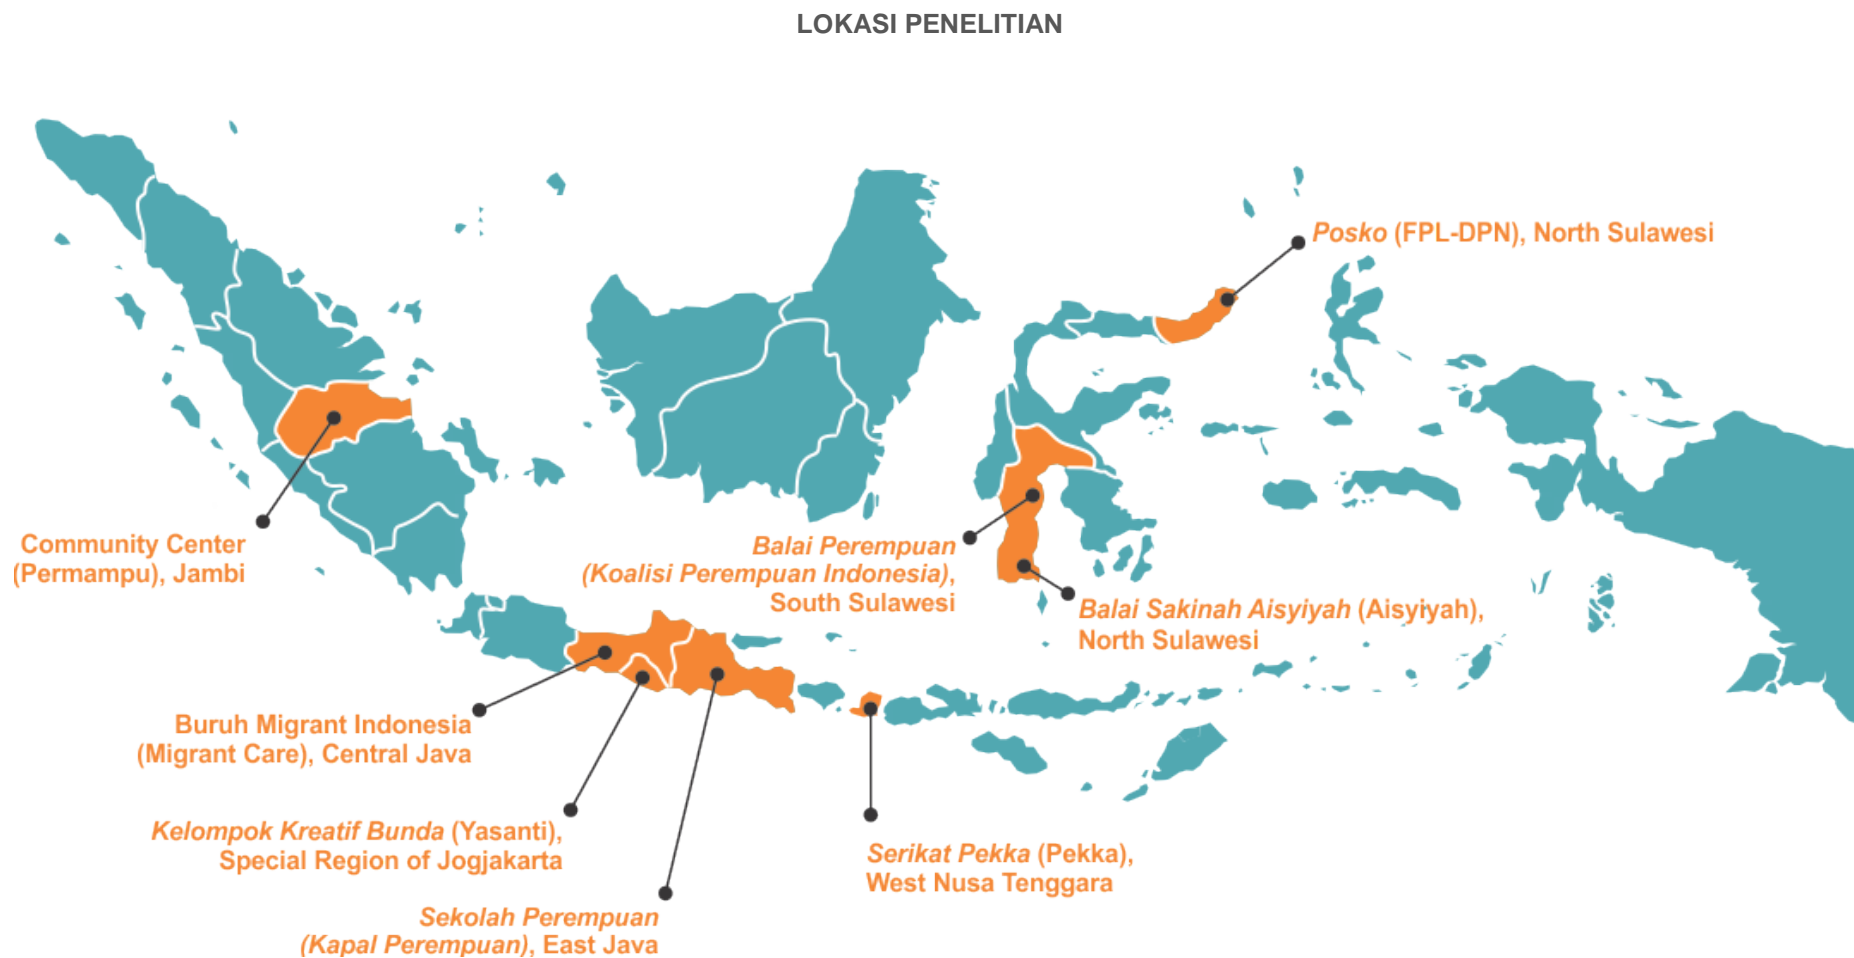 LOKASI PENELITIAN
Posko (FPL-DPN), North Sulawesi
Community Center
(Permampu), Jambi
Balai Perempuan
(Koalisi Perempuan Indonesia),
South Sulawesi
Balai Sakinah Aisyiyah (Aisyiyah),
North Sulawesi
Buruh Migrant Indonesia
(Migrant Care), Central Java
Kelompok Kreatif Bunda (Yasanti),
Special Region of Jogjakarta
Serikat Pekka (Pekka),
West Nusa Tenggara
Sekolah Perempuan
(Kapal Perempuan), East Java